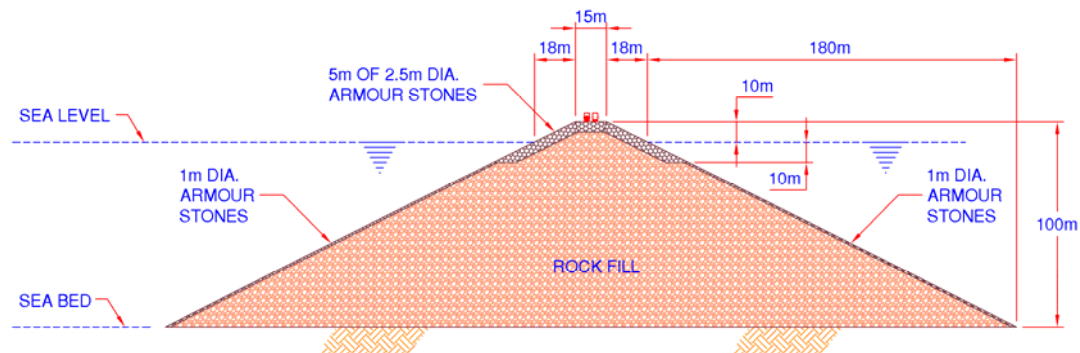 15m
18m
18m
180m
5m OF 2.5m DIA.
ARMOUR STONES
10m
SEA LEVEL
1m DIA.
ARMOUR
STONES
10m
1m DIA.
ARMOUR
STONES
100m
ROCK FILL
SEA BED